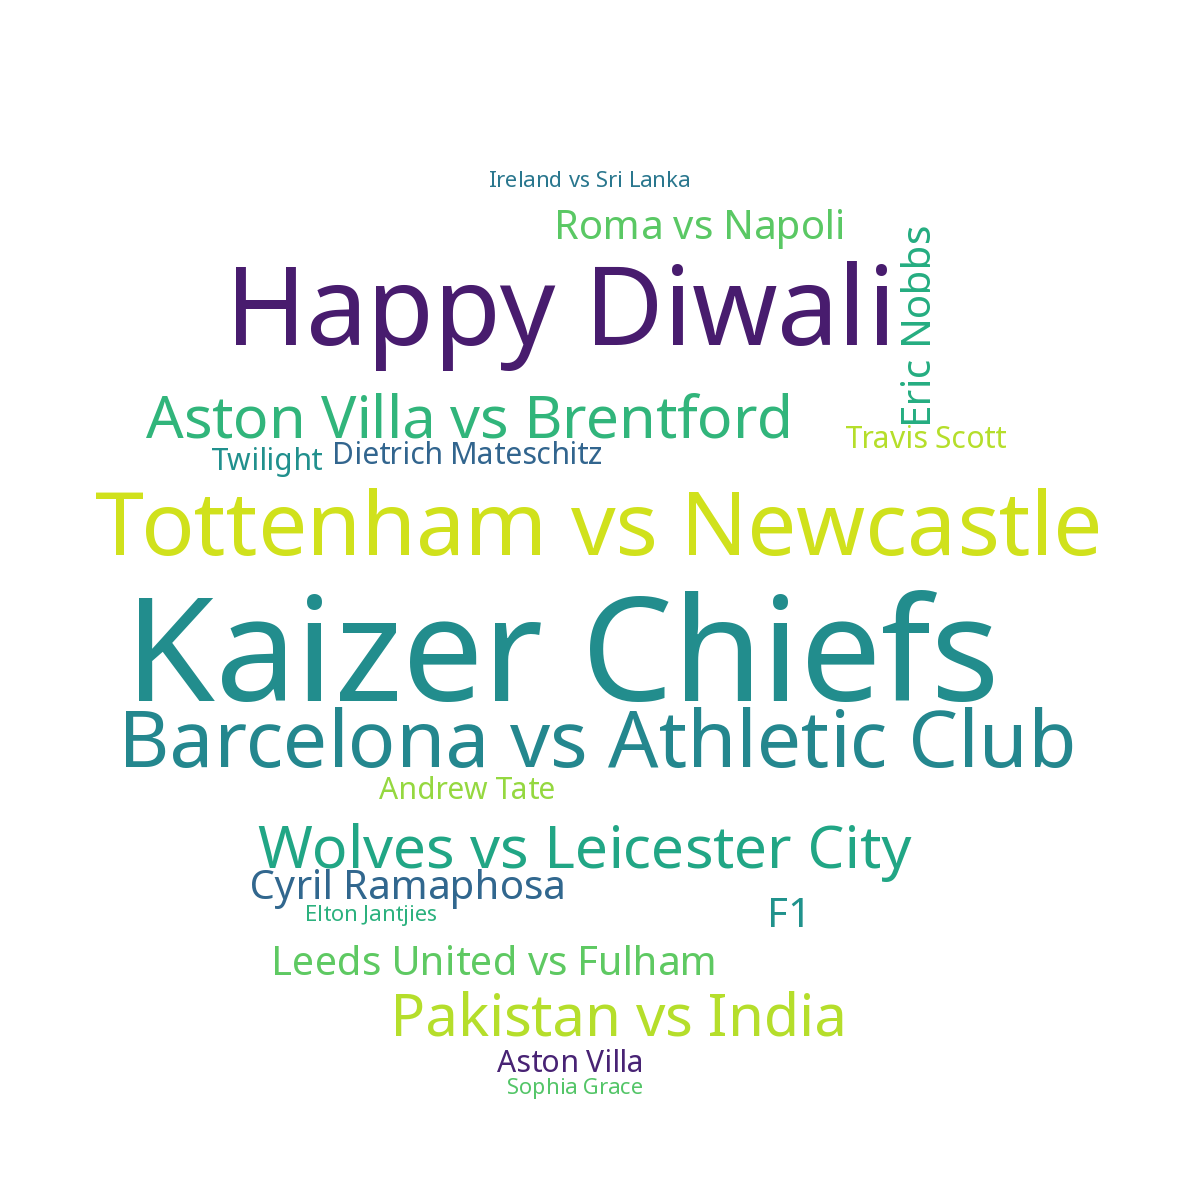 Ireland vs Sri Lanka
Roma vs Napoli
Eric Nobbs
Happy Diwali
Aston Villa vs Brentford
Travis Scott
Twilight
Dietrich Mateschitz
Tottenham vs Newcastle
Kaizer Chiefs
Barcelona vs Athletic Club
Andrew Tate
Wolves vs Leicester City
Cyril Ramaphosa
Elton Jantjies
F1
Leeds United vs Fulham
Pakistan vs India
Aston Villa
Sophia Grace